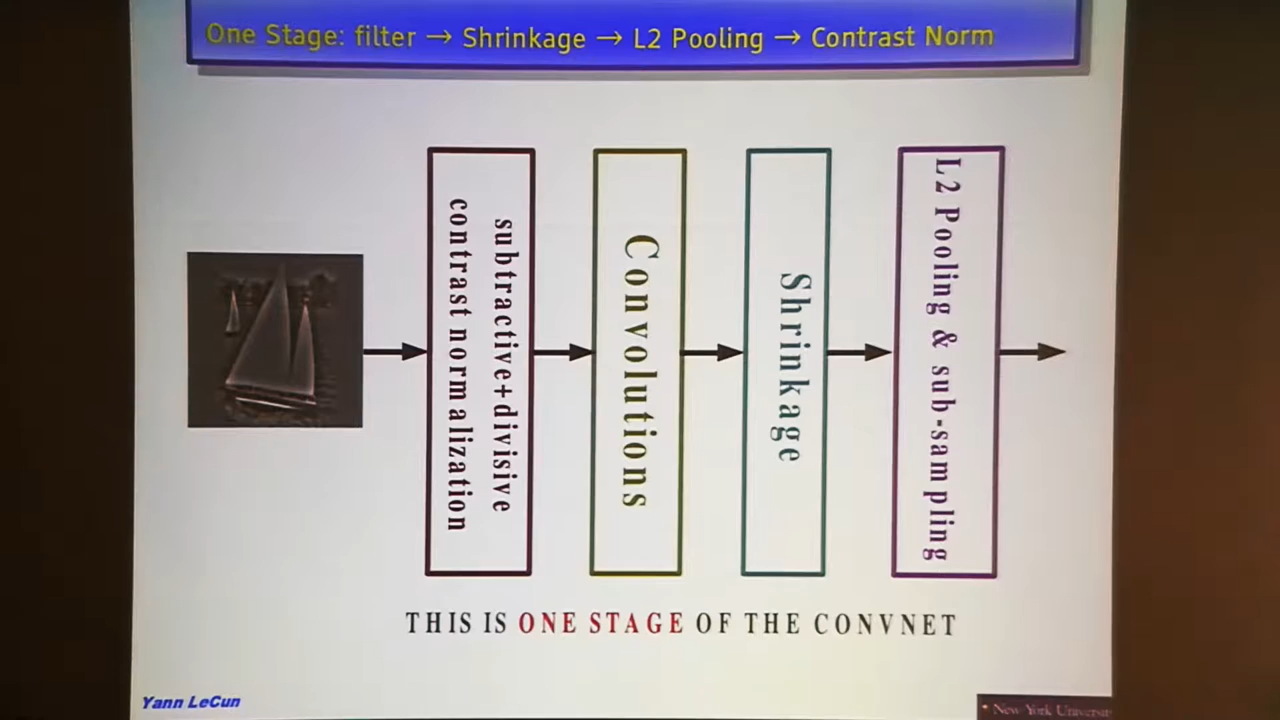 One Stage: filter → Shrinkage → L2 Pooling → Contrast Norm
subtractive+divisive
contrast normalization
Convolutions
Shrinkage
L2 Pooling & sub-sampling
THIS IS ONE STAGE OF THE CONVNET
Yann LeCun
New York